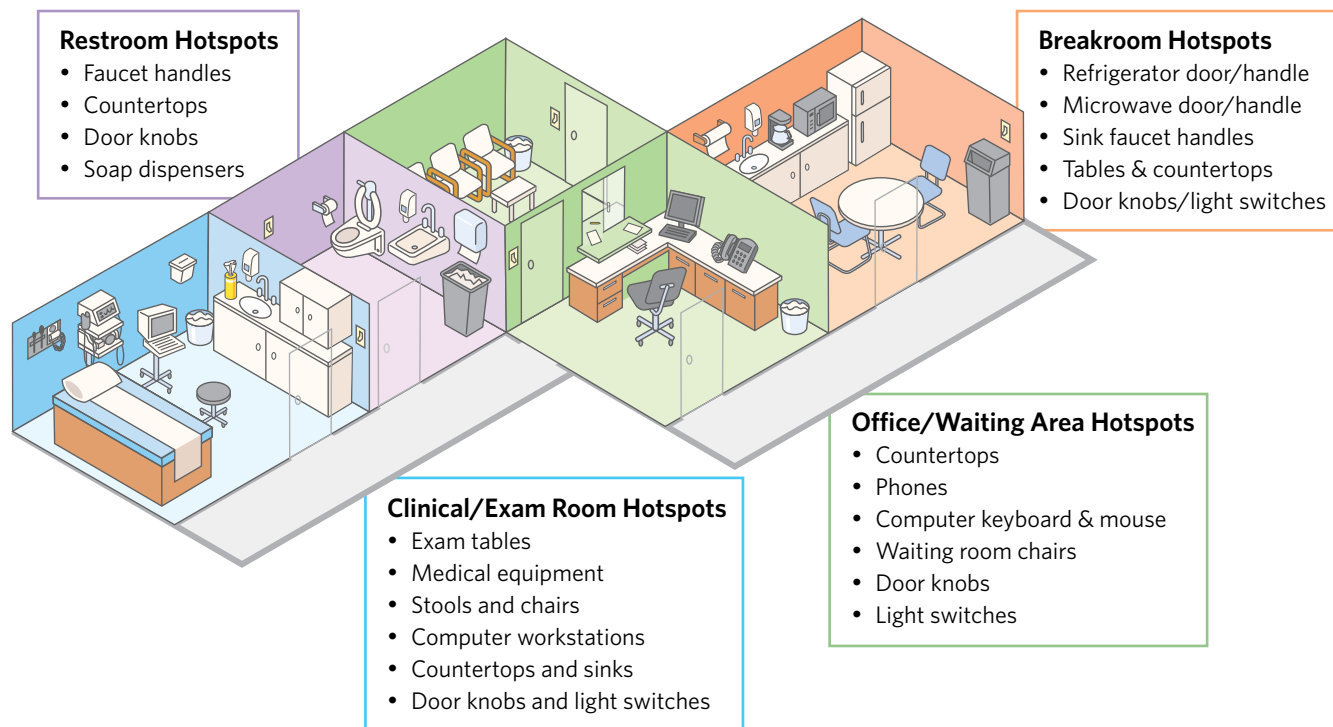 Restroom Hotspots
• Faucet handles
• Countertops
• Door knobs
• Soap dispensers
Breakroom Hotspots
• Refrigerator door/handle
• Microwave door/handle
• Sink faucet handles
• Tables & countertops
• Door knobs/light switches
Clinical/Exam Room Hotspots
• Exam tables
• Medical equipment
• Stools and chairs
• Computer workstations
• Countertops and sinks
• Door knobs and light switches
Office/Waiting Area Hotspots
• Countertops
• Phones
• Computer keyboard & mouse
• Waiting room chairs
• Door knobs
• Light switches